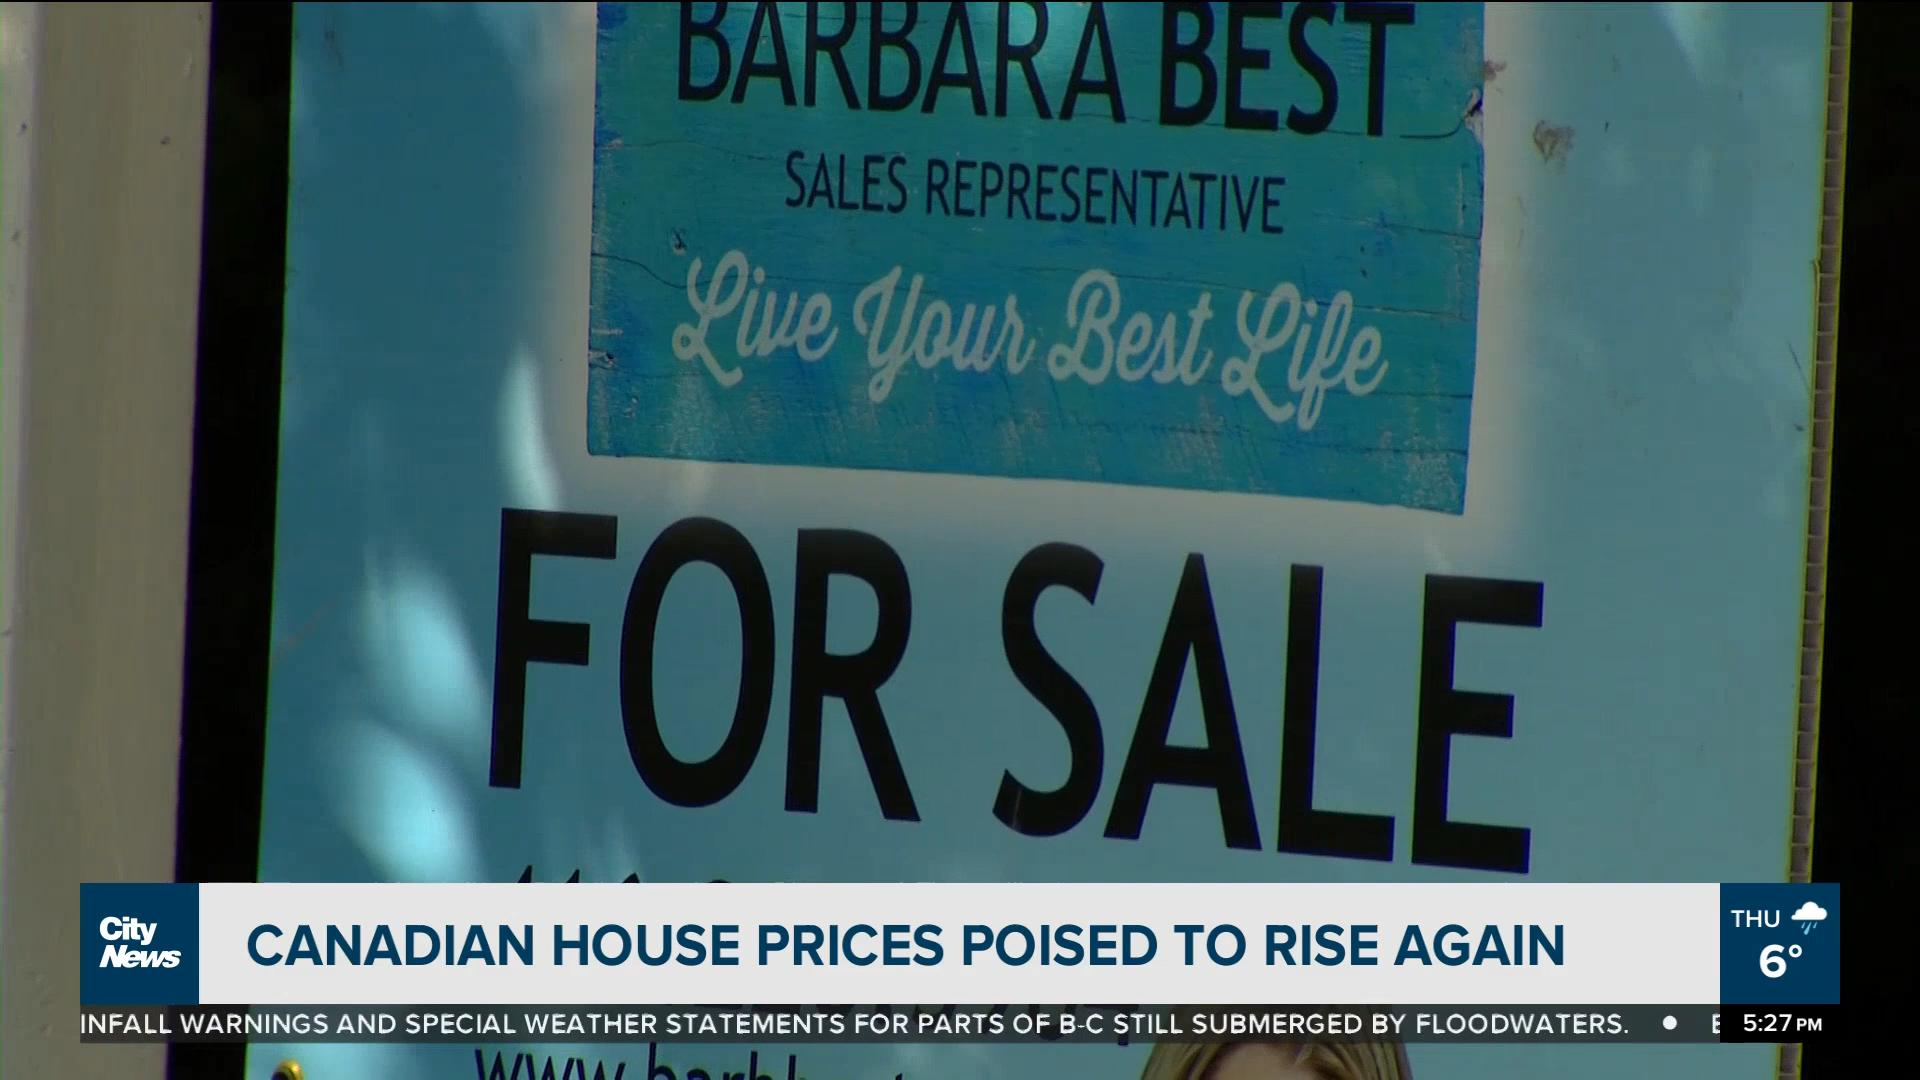 BARBARA BEST
SALES REPRESENTATIVE
Live Your Best Life
FOR SALE
City
News
CANADIAN HOUSE PRICES POISED TO RISE AGAIN
THU
6°
INFALL WARNINGS AND SPECIAL WEATHER STATEMENTS FOR PARTS OF B-C STILL SUBMERGED BY FLOODWATERS. •
5:27 PM